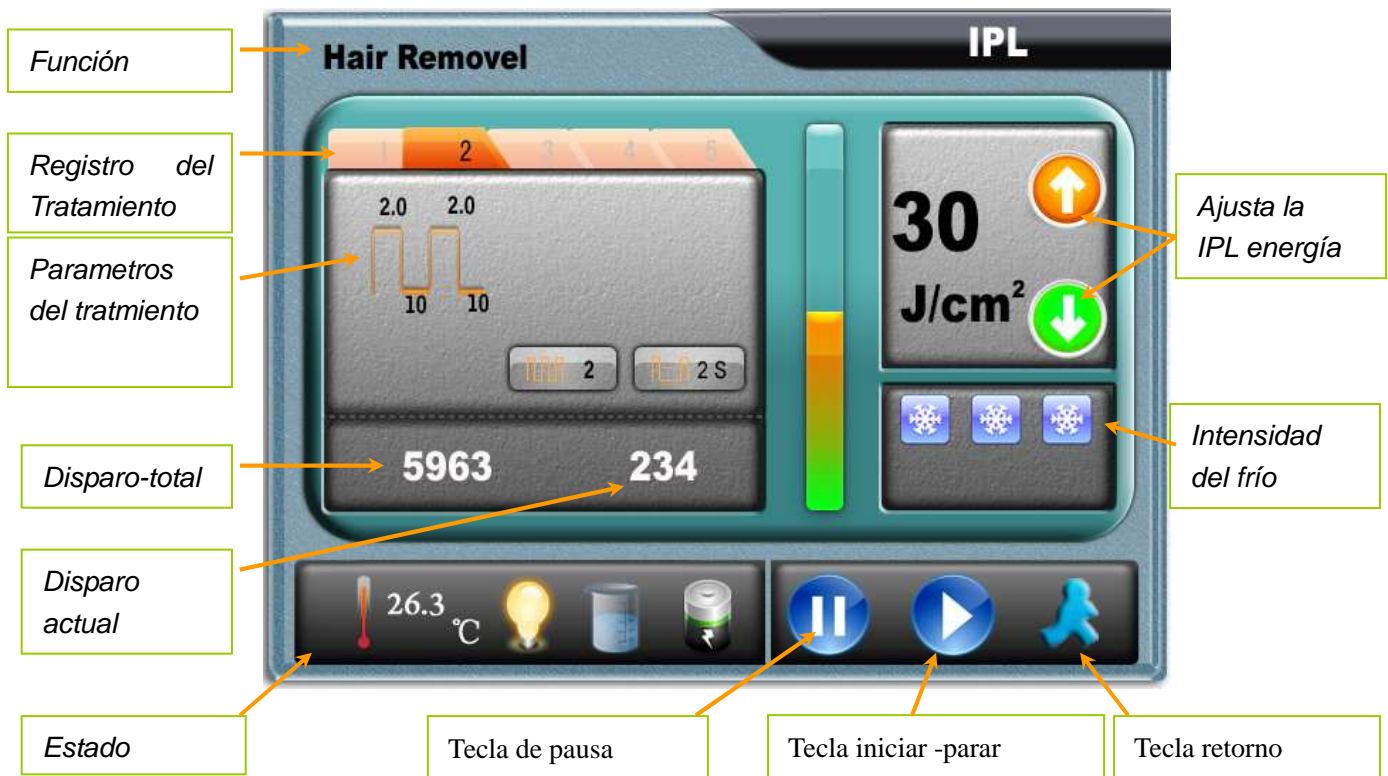 IPL
Hair Removel
Función
Registro del
Tratamiento
Parametros
del tratmiento
Disparo-total
Disparo
actual
Estado
1 2 3 4 5
2.0 2.0
10 10
2
2 S
5963 234
30
J/cm²
Ajusta la
IPL energía
Intensidad
del frío
26.3 ℃
Tecla de pausa
Tecla iniciar -parar
Tecla retorno